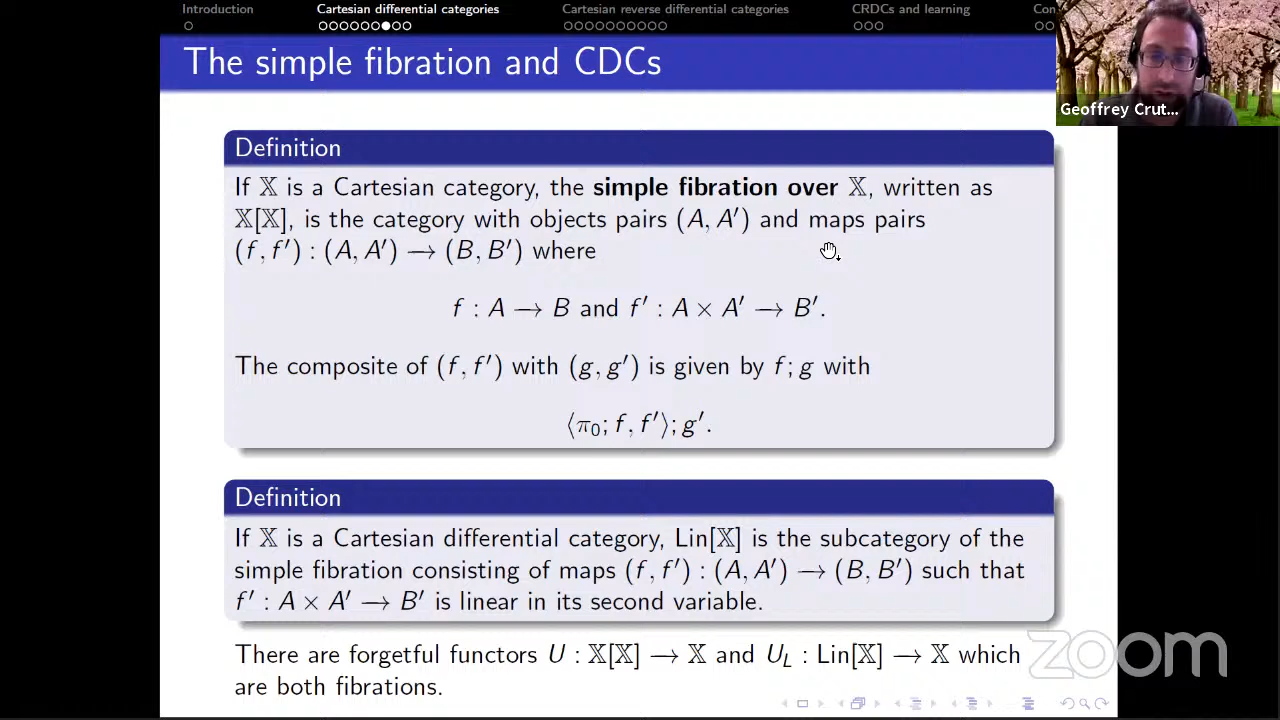 Introduction
Cartesian differential categories
Cartesian reverse differential categories
CRDCs and learning
Con
The simple fibration and CDCs
Geoffrey Crut...
Definition
If 𝕏 is a Cartesian category, the simple fibration over 𝕏, written as
𝕏[𝕏], is the category with objects pairs (A, A′) and maps pairs
(f, f′) : (A, A′) → (B, B′) where
f : A → B and f′ : A × A′ → B′.
The composite of (f, f′) with (g, g′) is given by f; g with
⟨π₀; f, f′⟩; g′.
Definition
If 𝕏 is a Cartesian differential category, Lin[𝕏] is the subcategory of the
simple fibration consisting of maps (f, f′) : (A, A′) → (B, B′) such that
f′ : A × A′ → B′ is linear in its second variable.
There are forgetful functors U : 𝕏[𝕏] → 𝕏 and U_L : Lin[𝕏] → 𝕏 which
are both fibrations.
zoom